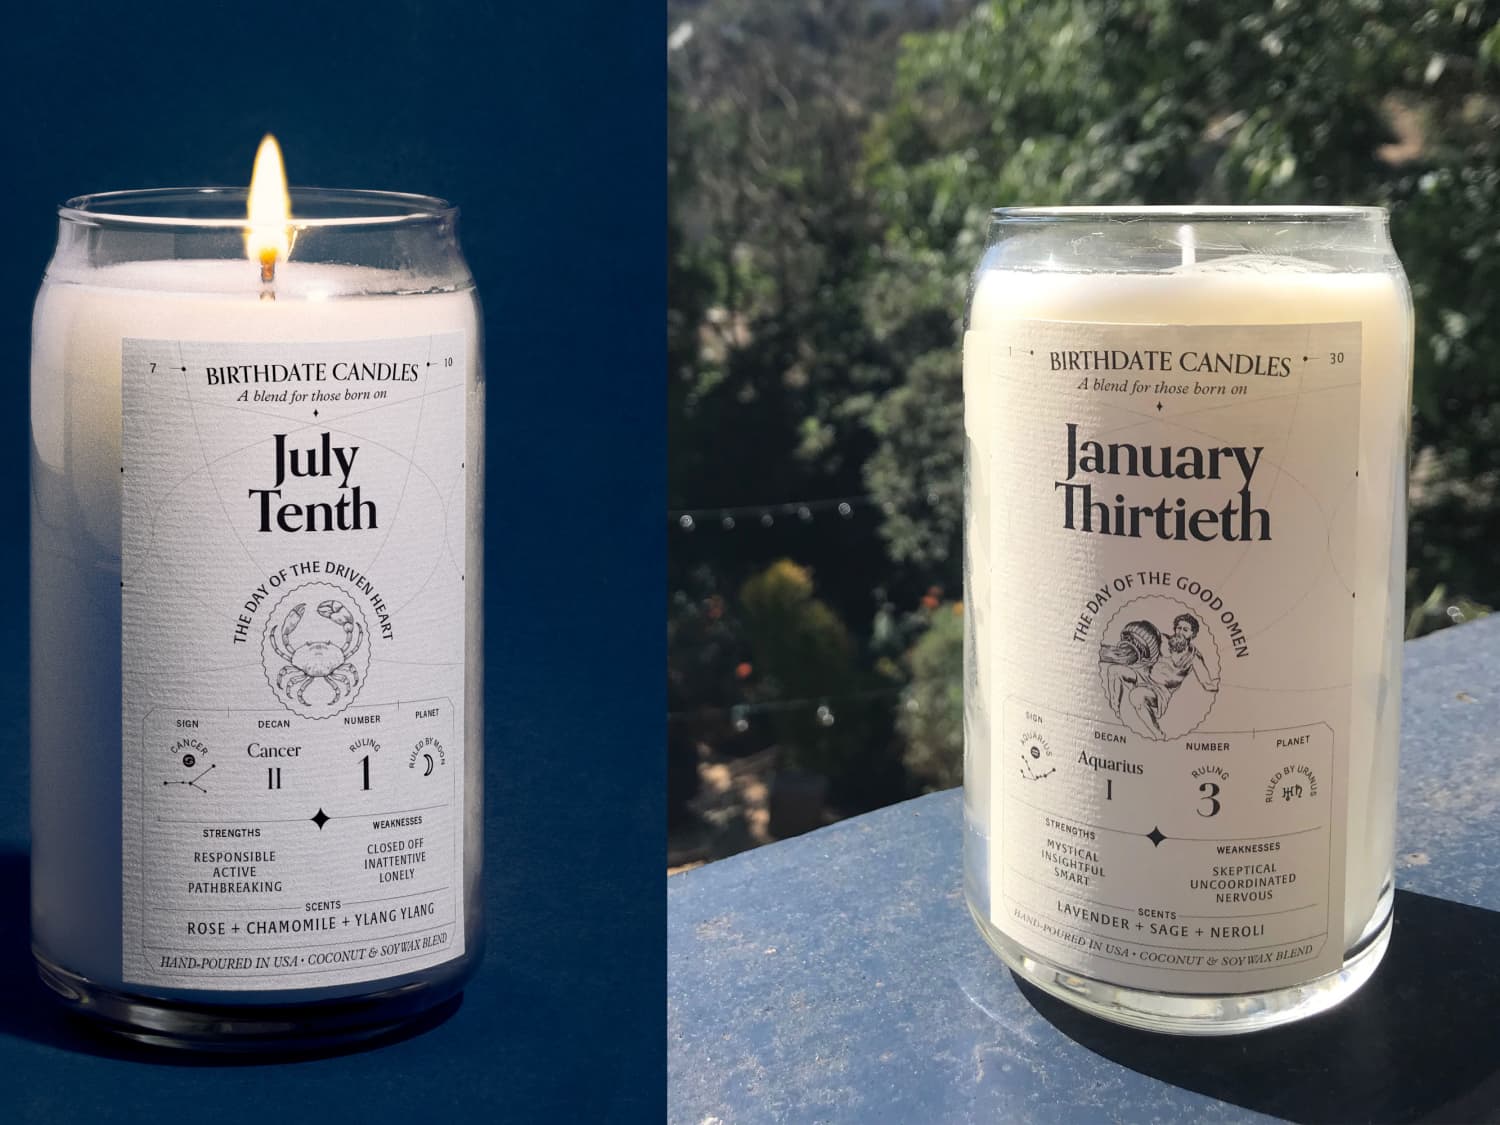 7 10
BIRTHDATE CANDLES
A blend for those born on
July
Tenth
THE DAY OF THE DRIVEN HEART
SIGN DECAN NUMBER PLANET
CANCER Cancer RULING RULED BY MOON
II 1
STRENGTHS WEAKNESSES
RESPONSIBLE CLOSED OFF
ACTIVE INATTENTIVE
PATHBREAKING LONELY
SCENTS
ROSE + CHAMOMILE + YLANG YLANG
HAND-POURED IN USA • COCONUT & SOY WAX BLEND
1 30
BIRTHDATE CANDLES
A blend for those born on
January
Thirtieth
THE DAY OF THE GOOD OMEN
SIGN DECAN NUMBER PLANET
AQUARIUS Aquarius RULING RULED BY URANUS
I 3
STRENGTHS WEAKNESSES
MYSTICAL SKEPTICAL
INSIGHTFUL UNCOORDINATED
SMART NERVOUS
SCENTS
LAVENDER + SAGE + NEROLI
HAND-POURED IN USA • COCONUT & SOY WAX BLEND